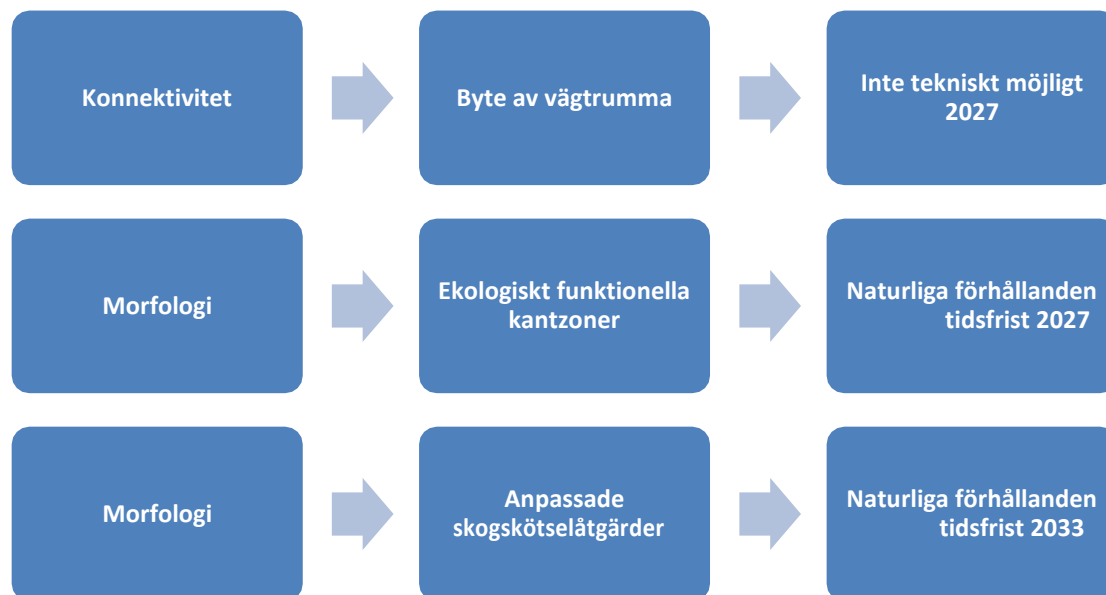 Konnektivitet
Byte av vägtrumma
Inte tekniskt möjligt
2027
Morfologi
Ekologiskt funktionella
kantzoner
Naturliga förhållanden
tidsfrist 2027
Morfologi
Anpassade
skogskötselåtgärder
Naturliga förhållanden
tidsfrist 2033